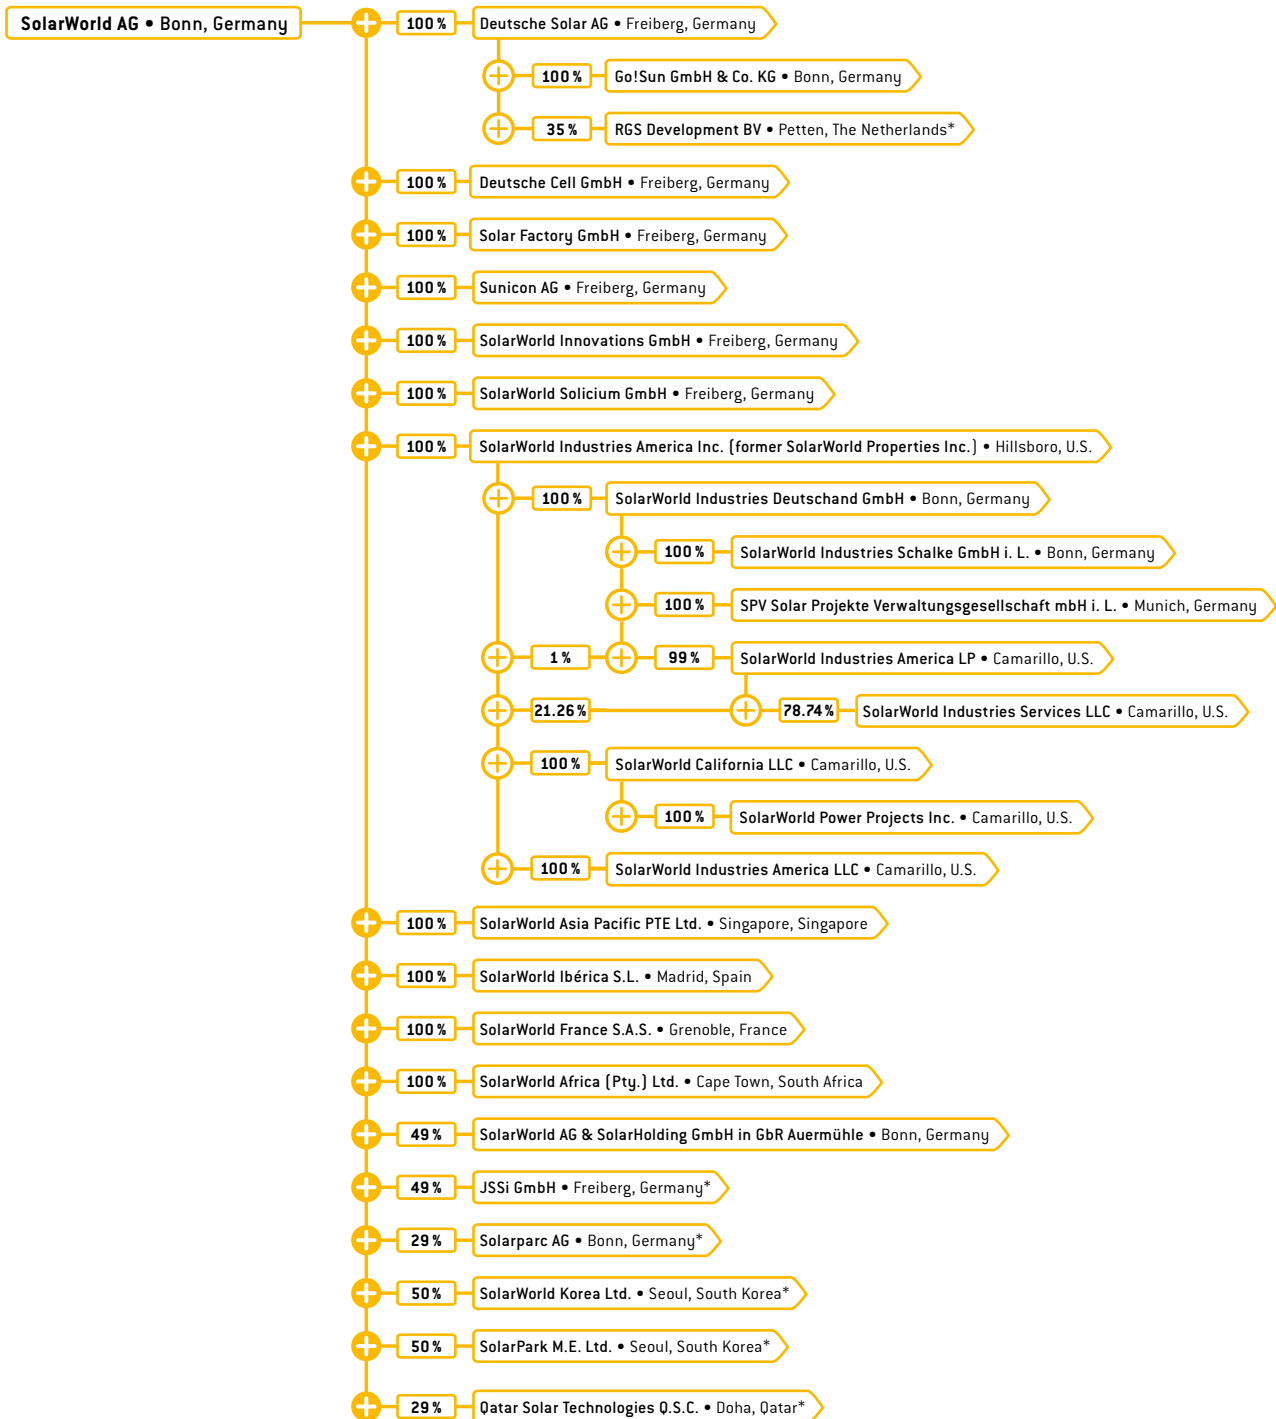 SolarWorld AG • Bonn, Germany
100 % Deutsche Solar AG • Freiberg, Germany
100 % Go!Sun GmbH & Co. KG • Bonn, Germany
35 % RGS Development BV • Petten, The Netherlands*
100 % Deutsche Cell GmbH • Freiberg, Germany
100 % Solar Factory GmbH • Freiberg, Germany
100 % Sunicon AG • Freiberg, Germany
100 % SolarWorld Innovations GmbH • Freiberg, Germany
100 % SolarWorld Solicium GmbH • Freiberg, Germany
100 % SolarWorld Industries America Inc. (former SolarWorld Properties Inc.) • Hillsboro, U.S.
100 % SolarWorld Industries Deutschand GmbH • Bonn, Germany
100 % SolarWorld Industries Schalke GmbH i. L. • Bonn, Germany
100 % SPV Solar Projekte Verwaltungsgesellschaft mbH i. L. • Munich, Germany
1 % 99 % SolarWorld Industries America LP • Camarillo, U.S.
21.26 % 78.74 % SolarWorld Industries Services LLC • Camarillo, U.S.
100 % SolarWorld California LLC • Camarillo, U.S.
100 % SolarWorld Power Projects Inc. • Camarillo, U.S.
100 % SolarWorld Industries America LLC • Camarillo, U.S.
100 % SolarWorld Asia Pacific PTE Ltd. • Singapore, Singapore
100 % SolarWorld Ibérica S.L. • Madrid, Spain
100 % SolarWorld France S.A.S. • Grenoble, France
100 % SolarWorld Africa (Pty.) Ltd. • Cape Town, South Africa
49 % SolarWorld AG & SolarHolding GmbH in GbR Auermühle • Bonn, Germany
49 % JSSi GmbH • Freiberg, Germany*
29 % Solarparc AG • Bonn, Germany*
50 % SolarWorld Korea Ltd. • Seoul, South Korea*
50 % SolarPark M.E. Ltd. • Seoul, South Korea*
29 % Qatar Solar Technologies Q.S.C. • Doha, Qatar*